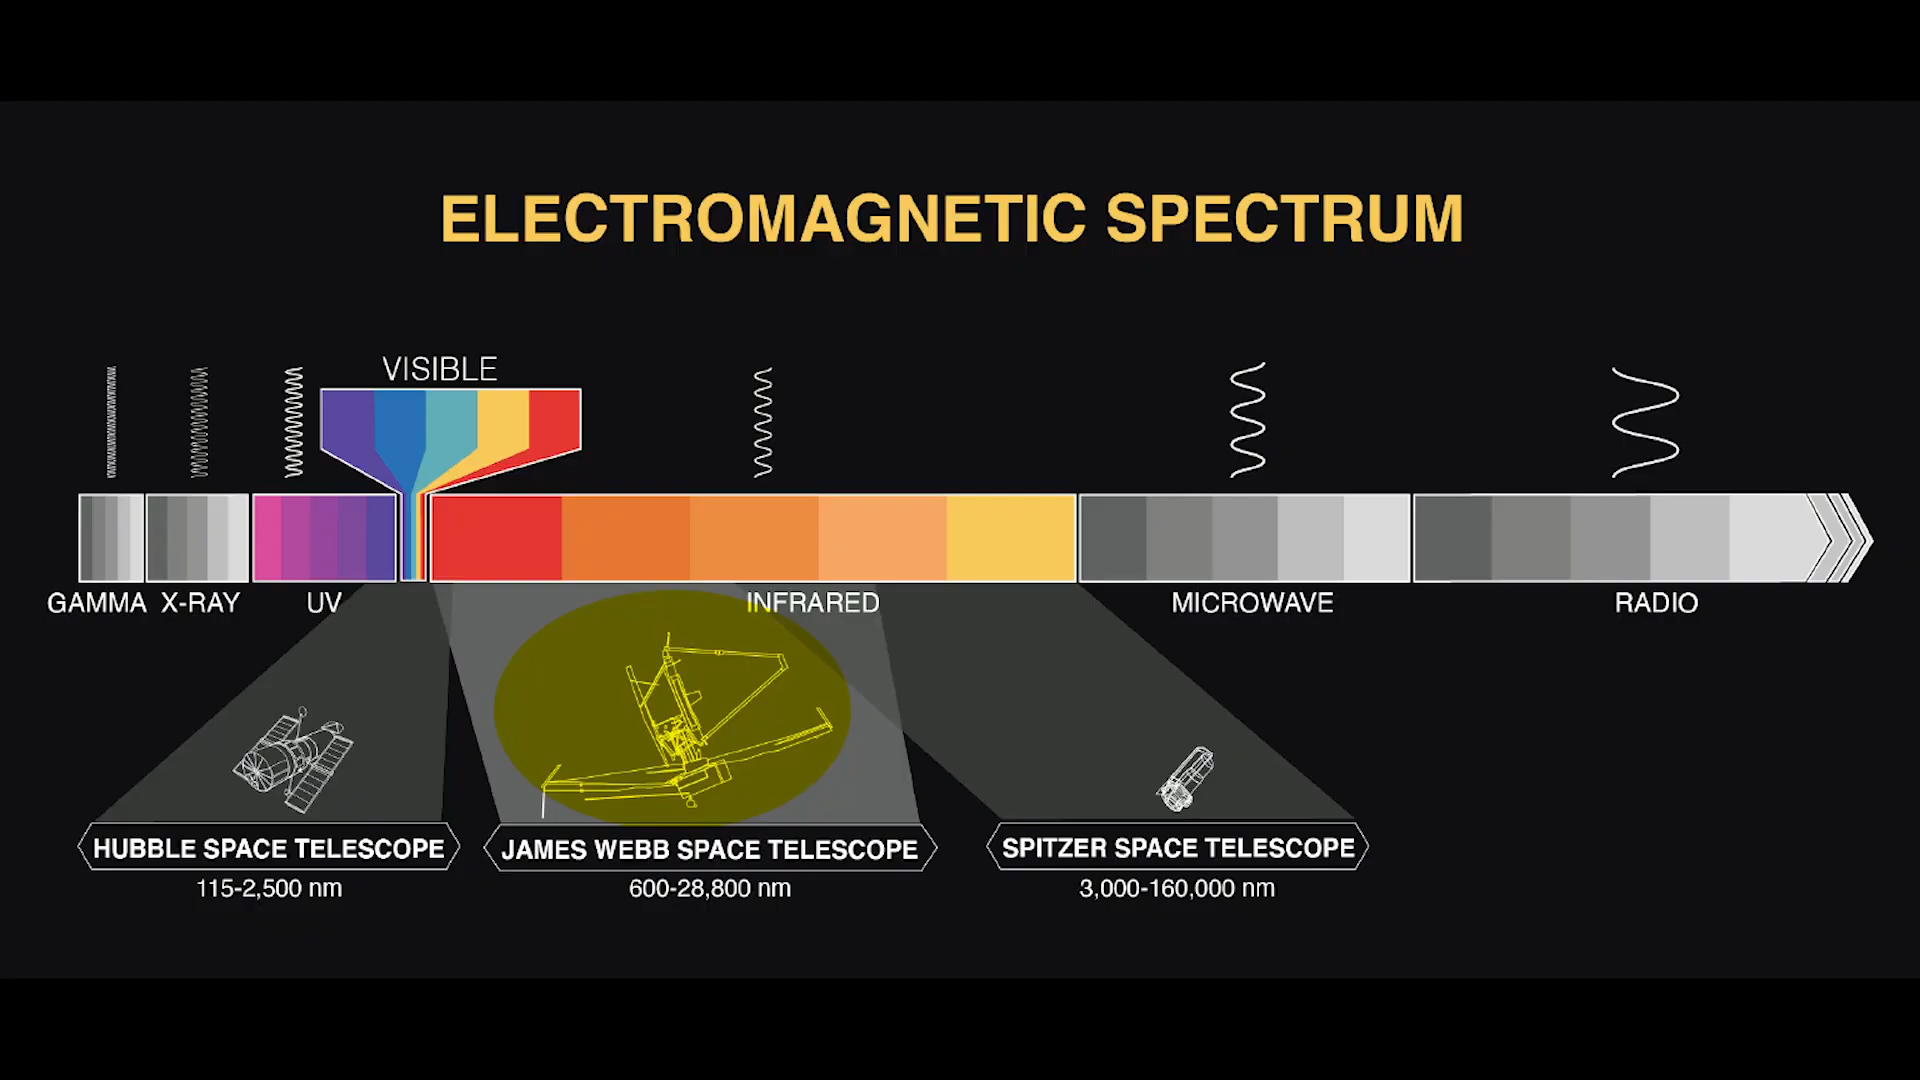 ELECTROMAGNETIC SPECTRUM
VISIBLE
GAMMA X-RAY UV INFRARED MICROWAVE RADIO
HUBBLE SPACE TELESCOPE
115-2,500 nm
JAMES WEBB SPACE TELESCOPE
600-28,800 nm
SPITZER SPACE TELESCOPE
3,000-160,000 nm